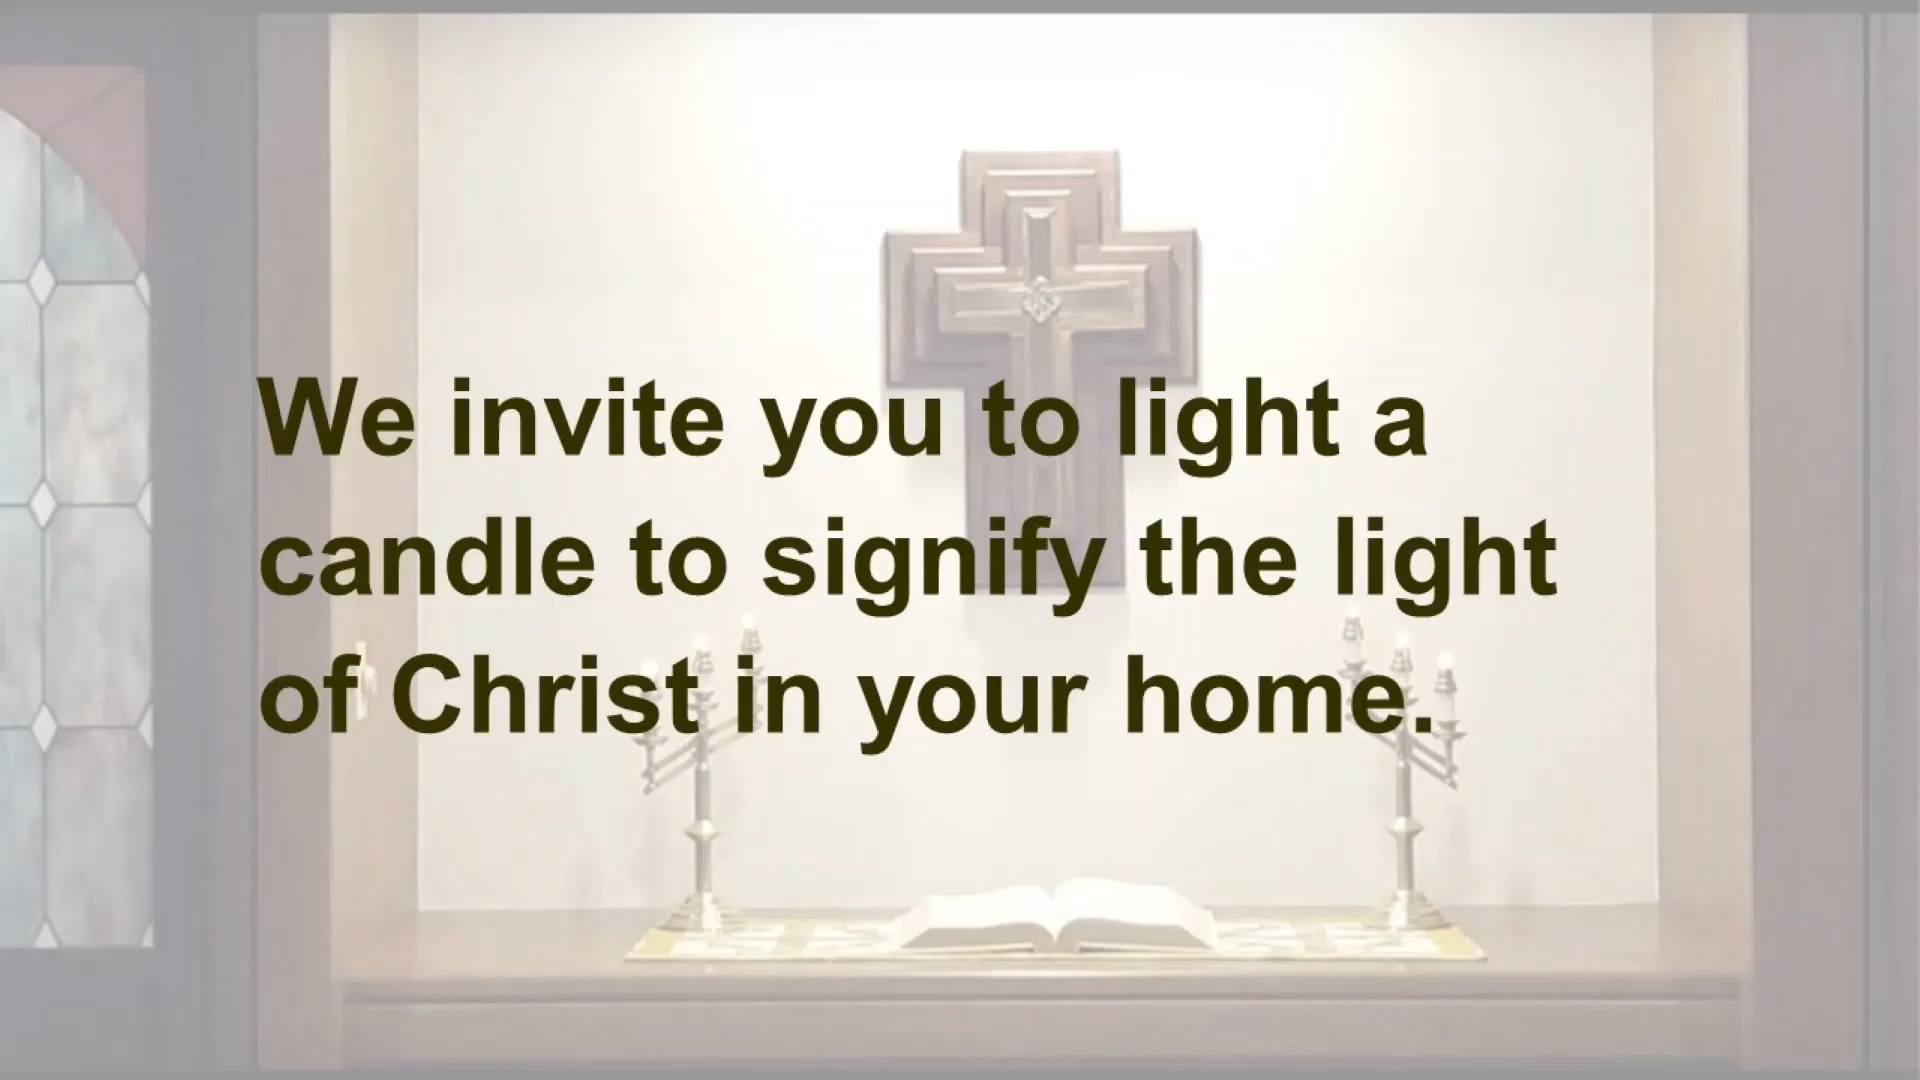 We invite you to light a
candle to signify the light
of Christ in your home.